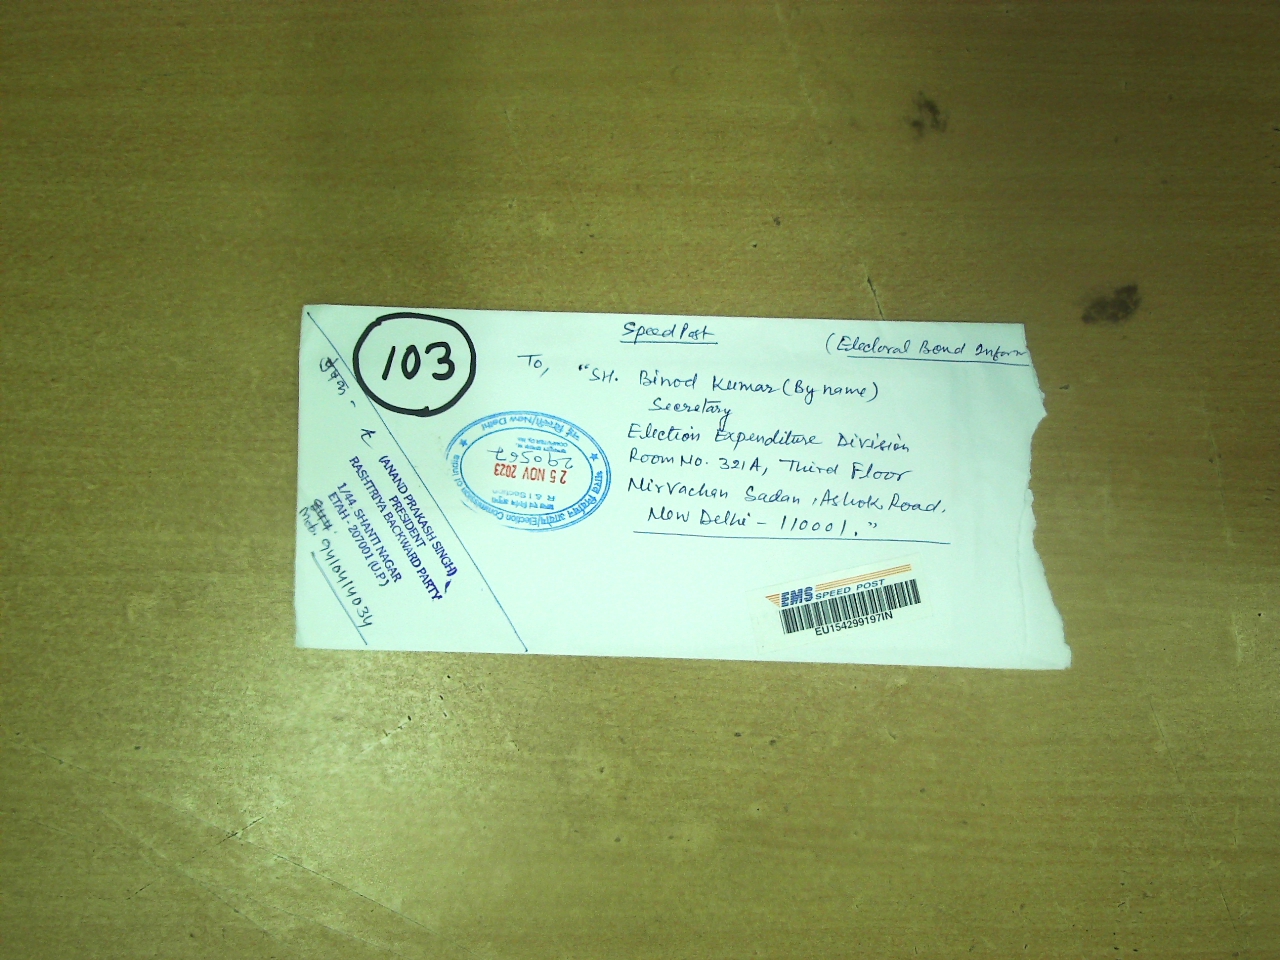 Speed Post
(Electoral Bond Inform
103
To,
"SH. Binod Kumar (By name)
Secretary
Election Expenditure Division
Room No. 321A, Third Floor
Nirvachan Sadan, Ashok Road,
New Delhi - 110001."
भारत निर्वाचन आयोग/Election Commission of India
R & I Section
25 NOV 2023
290567
नई दिल्ली/New Delhi
प्रेषक -
(ANAND PRAKASH SINGH)
PRESIDENT
RASHTRIYA BACKWARD PARTY
1/44 SHANTI NAGAR
ETAH - 207001 (U.P.)
Mob. 9410414034
EMS SPEED POST
EU154299197IN